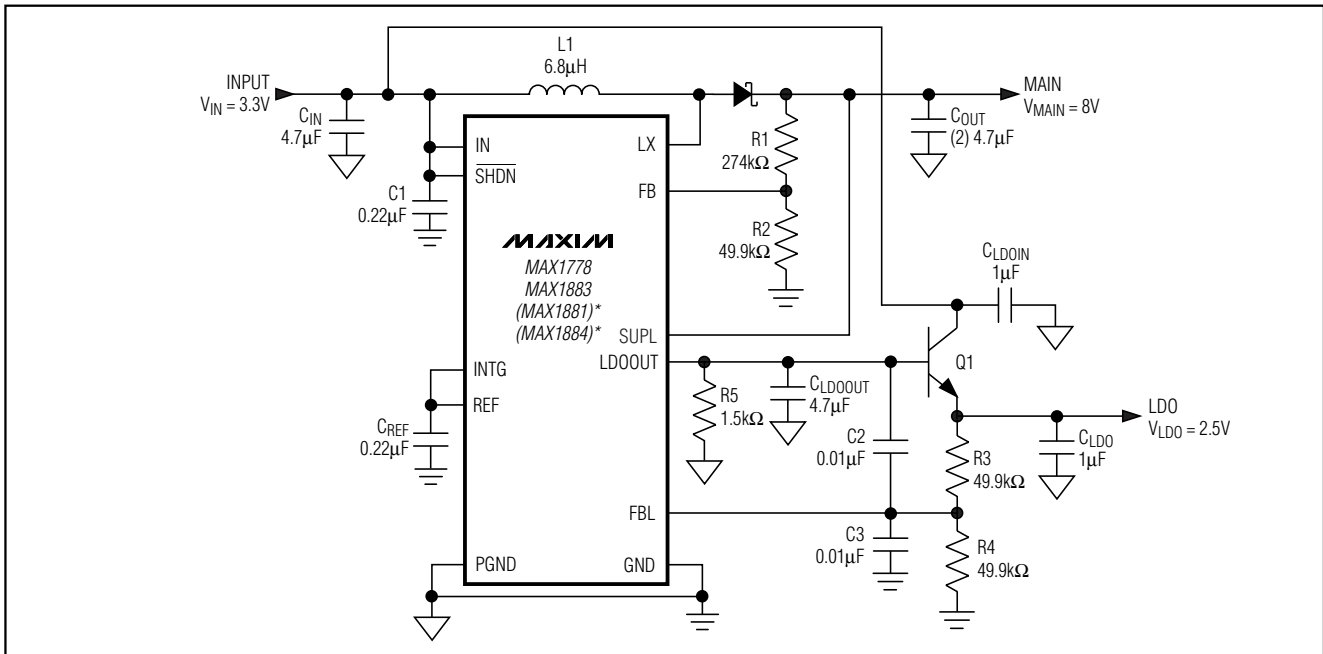 L1
6.8µH
INPUT
V_IN = 3.3V
MAIN
V_MAIN = 8V
C_IN
4.7µF
C_OUT
(2) 4.7µF
IN
SHDN
LX
R1
274kΩ
FB
C1
0.22µF
R2
49.9kΩ
MAXIM
MAX1778
MAX1883
(MAX1881)*
(MAX1884)*
C_LDOIN
1µF
SUPL
LDOOUT
Q1
INTG
REF
R5
1.5kΩ
C_LDOOUT
4.7µF
LDO
V_LDO = 2.5V
C_REF
0.22µF
C2
0.01µF
R3
49.9kΩ
C_LDO
1µF
FBL
C3
0.01µF
R4
49.9kΩ
PGND
GND